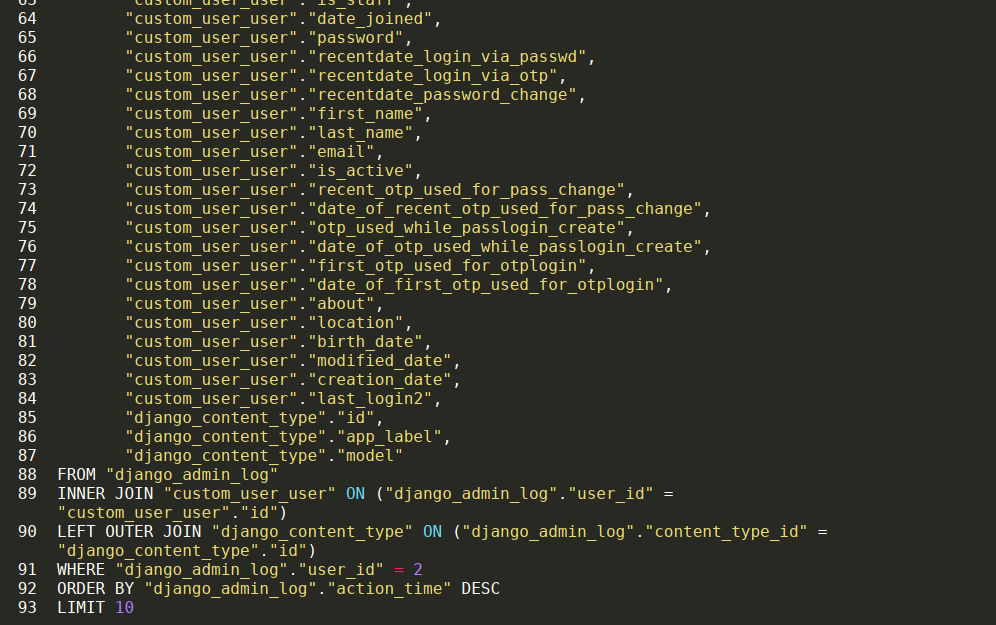 63 "custom_user_user"."is_staff",
64 "custom_user_user"."date_joined",
65 "custom_user_user"."password",
66 "custom_user_user"."recentdate_login_via_passwd",
67 "custom_user_user"."recentdate_login_via_otp",
68 "custom_user_user"."recentdate_password_change",
69 "custom_user_user"."first_name",
70 "custom_user_user"."last_name",
71 "custom_user_user"."email",
72 "custom_user_user"."is_active",
73 "custom_user_user"."recent_otp_used_for_pass_change",
74 "custom_user_user"."date_of_recent_otp_used_for_pass_change",
75 "custom_user_user"."otp_used_while_passlogin_create",
76 "custom_user_user"."date_of_otp_used_while_passlogin_create",
77 "custom_user_user"."first_otp_used_for_otplogin",
78 "custom_user_user"."date_of_first_otp_used_for_otplogin",
79 "custom_user_user"."about",
80 "custom_user_user"."location",
81 "custom_user_user"."birth_date",
82 "custom_user_user"."modified_date",
83 "custom_user_user"."creation_date",
84 "custom_user_user"."last_login2",
85 "django_content_type"."id",
86 "django_content_type"."app_label",
87 "django_content_type"."model"
88 FROM "django_admin_log"
89 INNER JOIN "custom_user_user" ON ("django_admin_log"."user_id" =
"custom_user_user"."id")
90 LEFT OUTER JOIN "django_content_type" ON ("django_admin_log"."content_type_id" =
"django_content_type"."id")
91 WHERE "django_admin_log"."user_id" = 2
92 ORDER BY "django_admin_log"."action_time" DESC
93 LIMIT 10